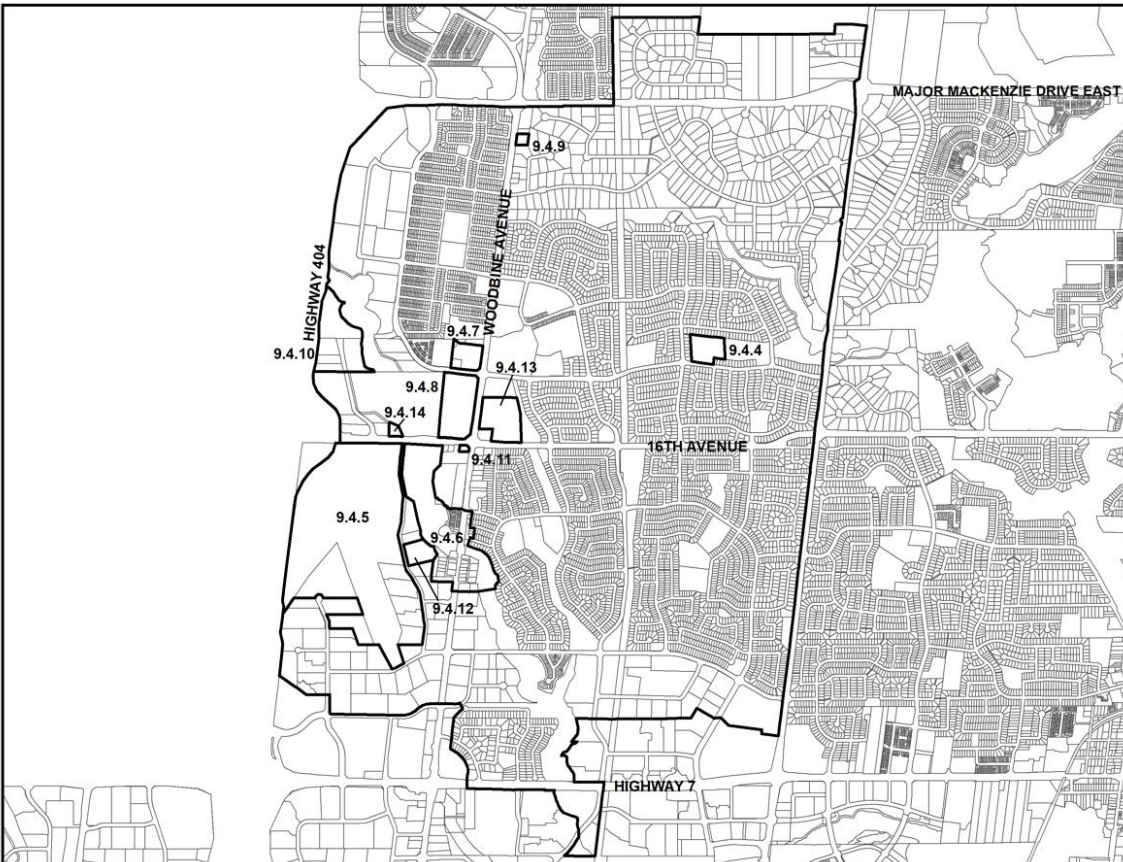 MAJOR MACKENZIE DRIVE EAST
9.4.9
WOODBINE AVENUE
HIGHWAY 404
9.4.7
9.4.10
9.4.4
9.4.13
9.4.8
9.4.14
16TH AVENUE
9.4.11
9.4.5
9.4.6
9.4.12
HIGHWAY 7